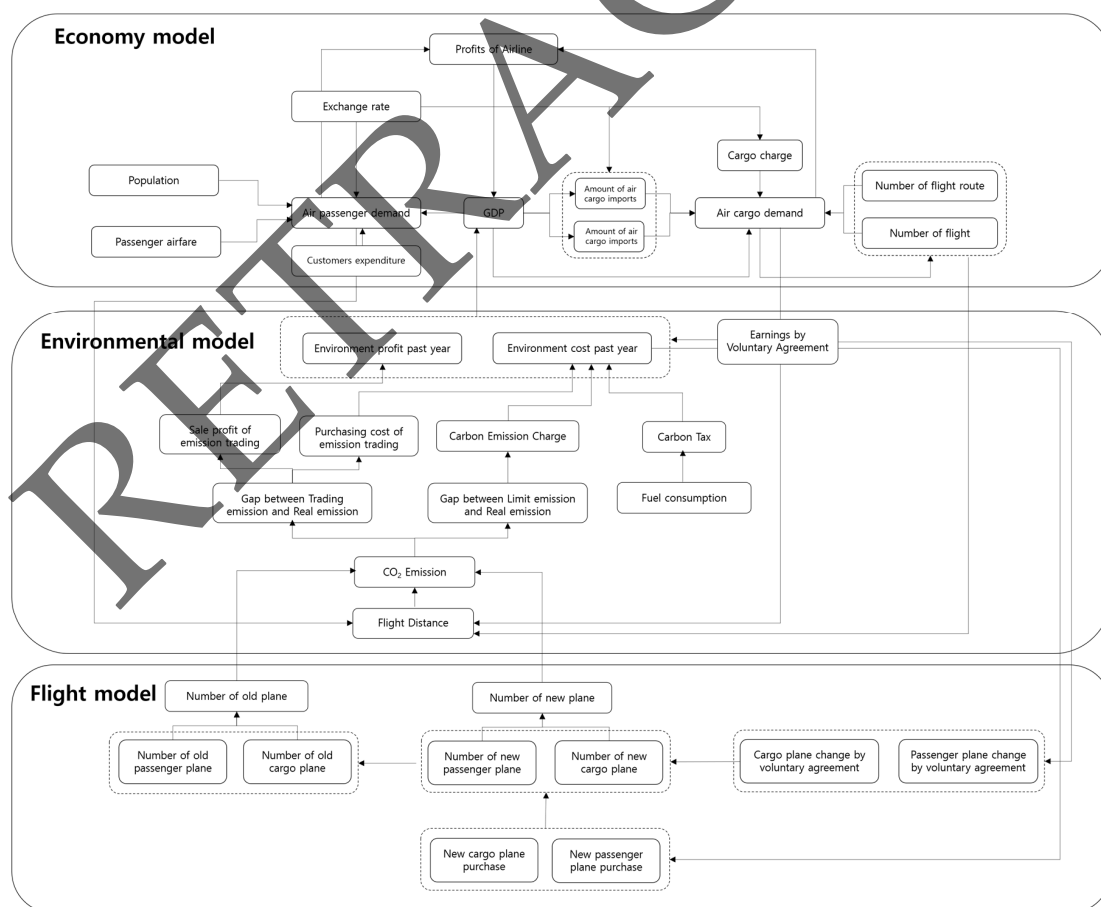 Economy model
Profits of Airline
Exchange rate
Cargo charge
Population
Amount of air
cargo imports
Number of flight route
Air passenger demand
GDP
Air cargo demand
Passenger airfare
Amount of air
cargo imports
Number of flight
Customers expenditure
Environmental model
Environment profit past year
Environment cost past year
Earnings by
Voluntary Agreement
Sale profit of
emission trading
Purchasing cost of
emission trading
Carbon Emission Charge
Carbon Tax
Gap between Trading
emission and Real emission
Gap between Limit emission
and Real emission
Fuel consumption
CO₂ Emission
Flight Distance
Flight model
Number of old plane
Number of new plane
Number of old
passenger plane
Number of old
cargo plane
Number of new
passenger plane
Number of new
cargo plane
Cargo plane change by
voluntary agreement
Passenger plane change
by voluntary agreement
New cargo plane
purchase
New passenger
plane purchase
RETRAC